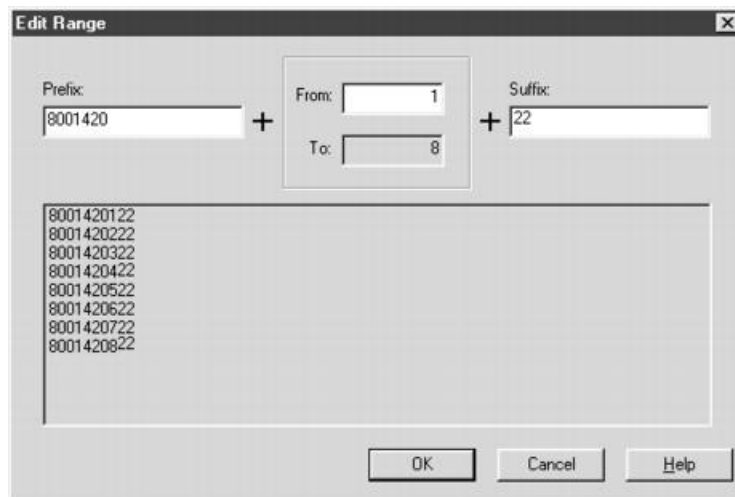 Edit Range
Prefix:
8001420
+
From: 1
To: 8
+
Suffix:
22
8001420122
8001420222
8001420322
8001420422
8001420522
8001420622
8001420722
8001420822
OK Cancel Help